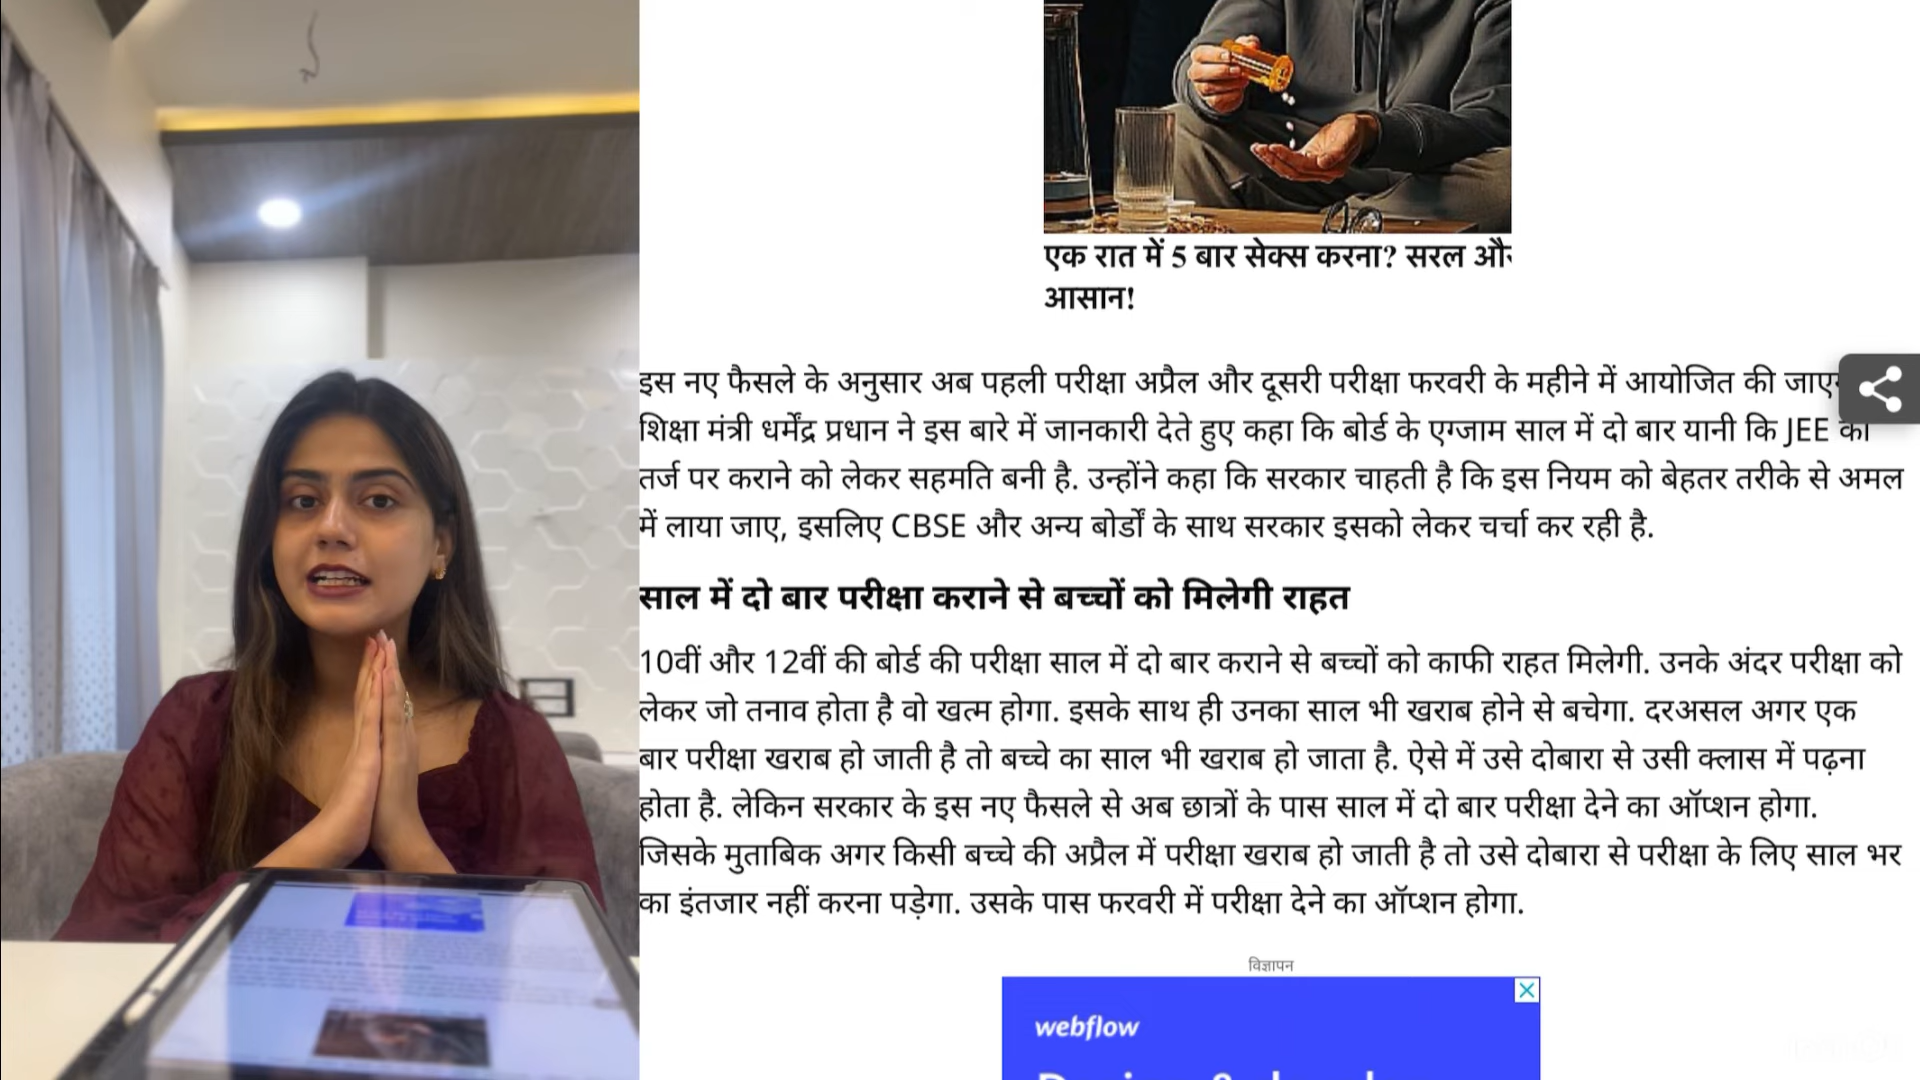 एक रात में 5 बार सेक्स करना? सरल और
आसान!
इस नए फैसले के अनुसार अब पहली परीक्षा अप्रैल और दूसरी परीक्षा फरवरी के महीने में आयोजित की
शिक्षा मंत्री धर्मेंद्र प्रधान ने इस बारे में जानकारी देते हुए कहा कि बोर्ड के एग्जाम साल में दो बार यानी कि JEE की
तर्ज पर कराने को लेकर सहमति बनी है. उन्होंने कहा कि सरकार चाहती है कि इस नियम को बेहतर तरीके से अमल
में लाया जाए, इसलिए CBSE और अन्य बोर्डों के साथ सरकार इसको लेकर चर्चा कर रही है.
साल में दो बार परीक्षा कराने से बच्चों को मिलेगी राहत
10वीं और 12वीं की बोर्ड की परीक्षा साल में दो बार कराने से बच्चों को काफी राहत मिलेगी. उनके अंदर परीक्षा को
लेकर जो तनाव होता है वो खत्म होगा. इसके साथ ही उनका साल भी खराब होने से बचेगा. दरअसल अगर एक
बार परीक्षा खराब हो जाती है तो बच्चे का साल भी खराब हो जाता है. ऐसे में उसे दोबारा से उसी क्लास में पढ़ना
होता है. लेकिन सरकार के इस नए फैसले से अब छात्रों के पास साल में दो बार परीक्षा देने का ऑप्शन होगा.
जिसके मुताबिक अगर किसी बच्चे की अप्रैल में परीक्षा खराब हो जाती है तो उसे दोबारा से परीक्षा के लिए साल भर
का इंतजार नहीं करना पड़ेगा. उसके पास फरवरी में परीक्षा देने का ऑप्शन होगा.
विज्ञापन
webflow